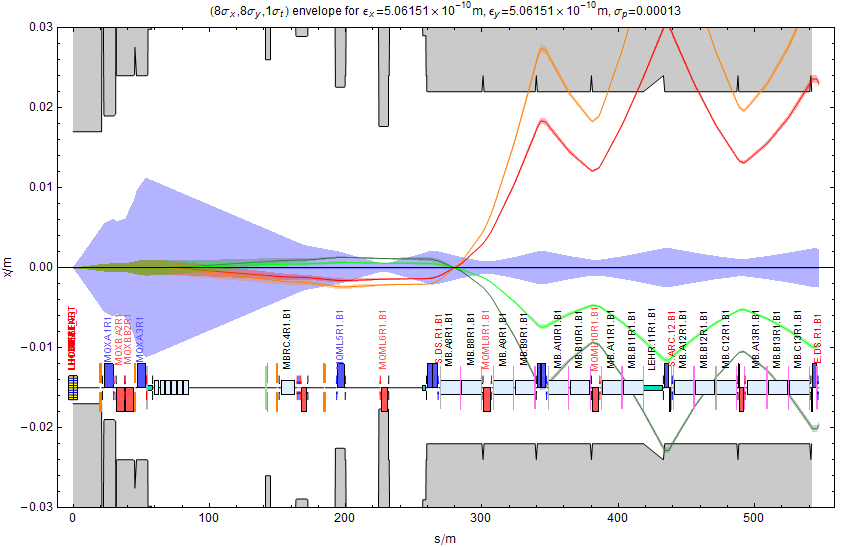 (8σx,8σy,1σt) envelope for ϵx=5.06151×10⁻¹⁰m, ϵy=5.06151×10⁻¹⁰m, σp=0.00013
0.03
0.02
0.01
0.00
−0.01
−0.02
−0.03
x/m
MQXA1R1
MQXBA2R1
MQXBB2R1
MQXA3R1
MBRC.4R1.B1
MQML5R1.B1
MQML6R1.B1
S.DS.R1.B1
MB.A8R1.B1
MB.B8R1.B1
MQML8R1.B1
MB.A9R1.B1
MB.B9R1.B1
MB.A10R1.B1
MB.B10R1.B1
MQML10R1.B1
MB.A11R1.B1
MB.B11R1.B1
LEHR.11R1.B1
S.ARC.12.B1
MB.A12R1.B1
MB.B12R1.B1
MB.C12R1.B1
MB.A13R1.B1
MB.B13R1.B1
MB.C13R1.B1
E.DS.R1.B1
0
100
200
300
400
500
s/m